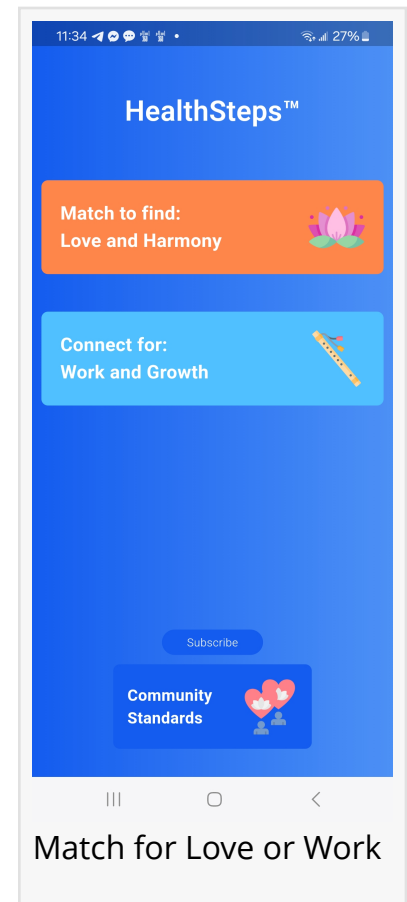 11:34
27%
HealthSteps™
Match to find:
Love and Harmony
Connect for:
Work and Growth
Subscribe
Community
Standards
Match for Love or Work